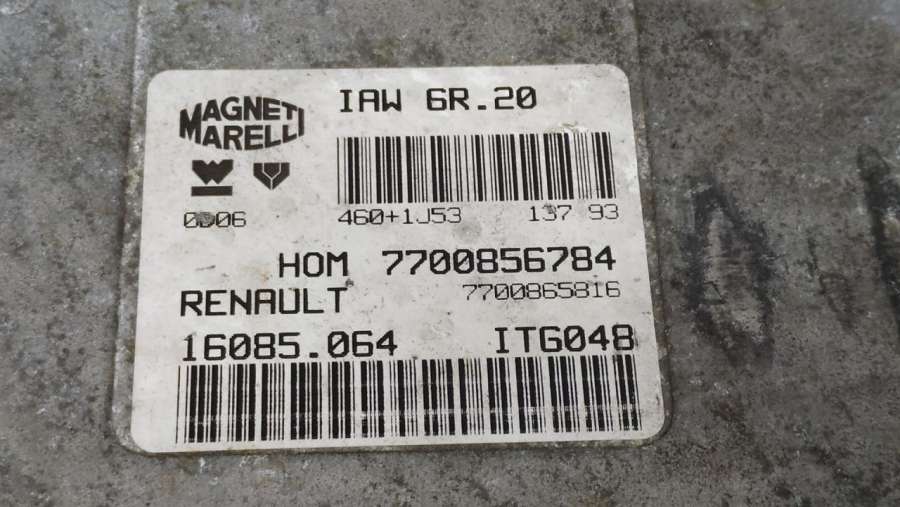 MAGNETI MARELLI
IAW 6R.20
0D06
460+1J53 137 93
HOM 7700856784
RENAULT 7700865816
16085.064 ITG048